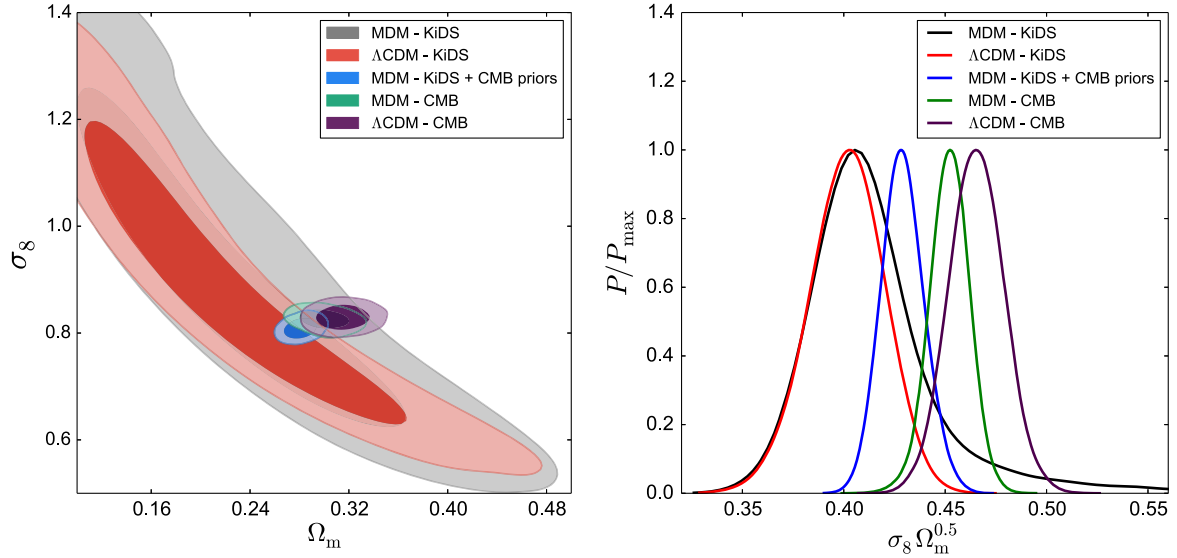 1.4
1.2
1.0
0.8
0.6
σ8
0.16
0.24
0.32
0.40
0.48
Ωm
MDM - KiDS
ΛCDM - KiDS
MDM - KiDS + CMB priors
MDM - CMB
ΛCDM - CMB
1.4
1.2
1.0
0.8
0.6
0.4
0.2
0.0
P/Pmax
0.35
0.40
0.45
0.50
0.55
σ8 Ωm^0.5
MDM - KiDS
ΛCDM - KiDS
MDM - KiDS + CMB priors
MDM - CMB
ΛCDM - CMB